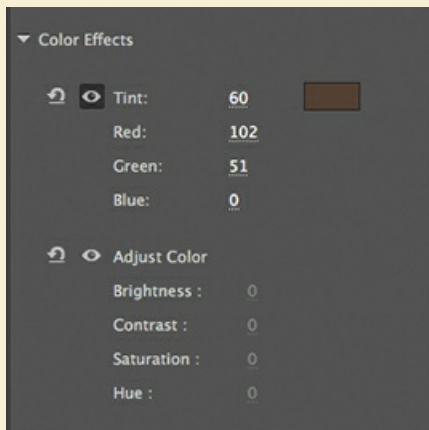 Color Effects
Tint: 60
Red: 102
Green: 51
Blue: 0
Adjust Color
Brightness : 0
Contrast : 0
Saturation : 0
Hue : 0